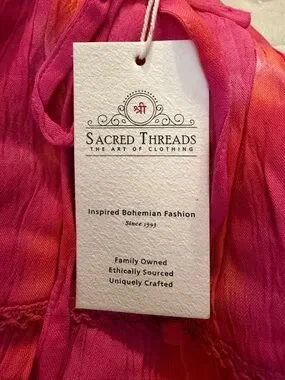 श्री
SACRED THREADS
THE ART OF CLOTHING
Inspired Bohemian Fashion
Since 1993
Family Owned
Ethically Sourced
Uniquely Crafted